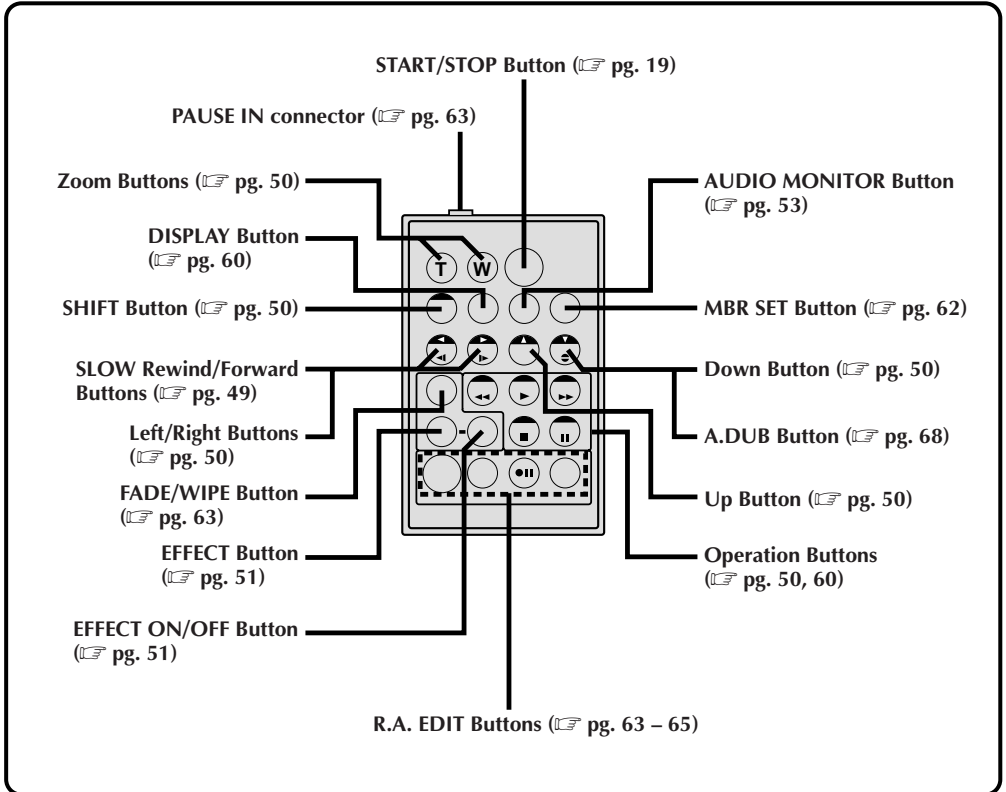 START/STOP Button (☞ pg. 19)
PAUSE IN connector (☞ pg. 63)
Zoom Buttons (☞ pg. 50)
DISPLAY Button
(☞ pg. 60)
SHIFT Button (☞ pg. 50)
SLOW Rewind/Forward
Buttons (☞ pg. 49)
Left/Right Buttons
(☞ pg. 50)
FADE/WIPE Button
(☞ pg. 63)
EFFECT Button
(☞ pg. 51)
EFFECT ON/OFF Button
(☞ pg. 51)
T W
AUDIO MONITOR Button
(☞ pg. 53)
MBR SET Button (☞ pg. 62)
Down Button (☞ pg. 50)
A.DUB Button (☞ pg. 68)
Up Button (☞ pg. 50)
Operation Buttons
(☞ pg. 50, 60)
R.A. EDIT Buttons (☞ pg. 63 – 65)